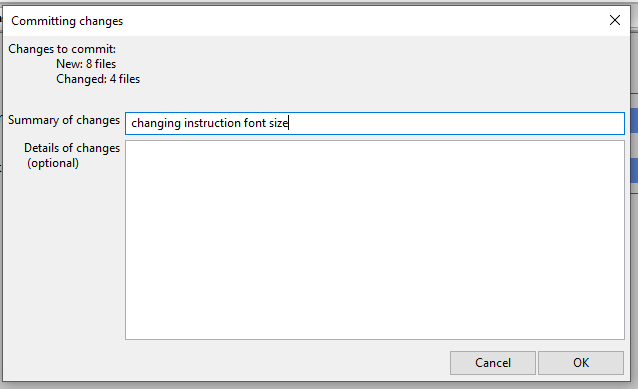 Committing changes
Changes to commit:
New: 8 files
Changed: 4 files
Summary of changes
changing instruction font size
Details of changes
(optional)
Cancel
OK